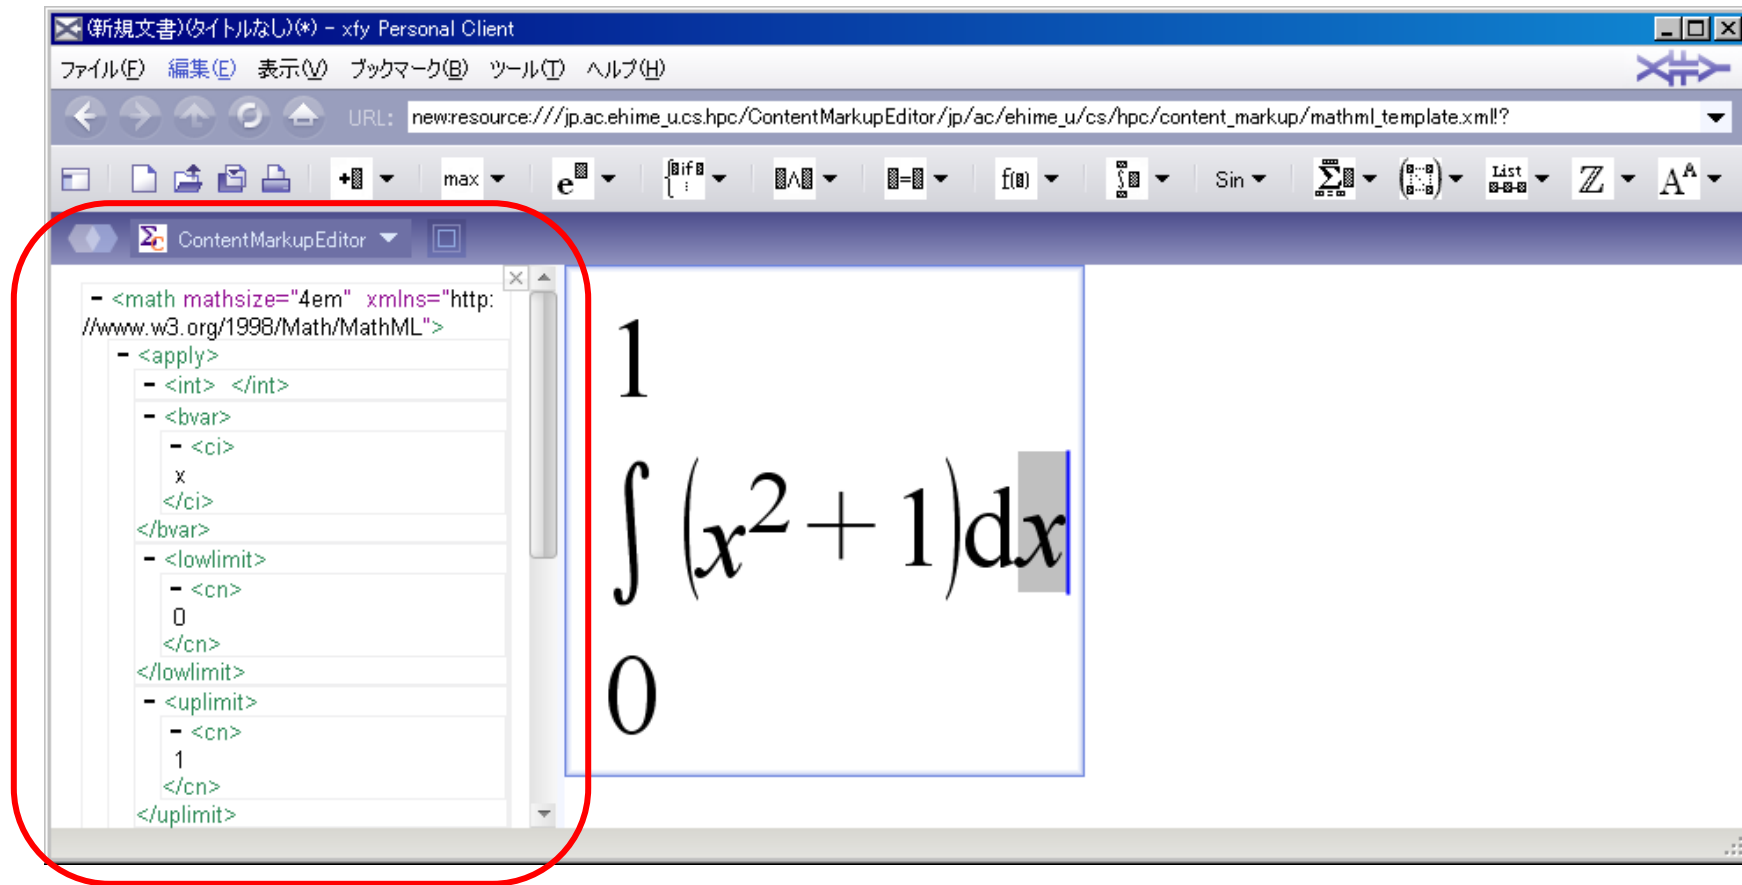 (新規文書)(タイトルなし)(*) - xfy Personal Client
ファイル(F) 編集(E) 表示(V) ブックマーク(B) ツール(T) ヘルプ(H)
URL: new:resource:///jp.ac.ehime_u.cs.hpc/ContentMarkupEditor/jp/ac/ehime_u/cs/hpc/content_markup/mathml_template.xml!?
max Sin List ℤ Aᴬ
ContentMarkupEditor
- <math mathsize="4em" xmlns="http:
//www.w3.org/1998/Math/MathML">
- <apply>
- <int> </int>
- <bvar>
- <ci>
x
</ci>
</bvar>
- <lowlimit>
- <cn>
0
</cn>
</lowlimit>
- <uplimit>
- <cn>
1
</cn>
</uplimit>
1
∫ (x² + 1)dx
0